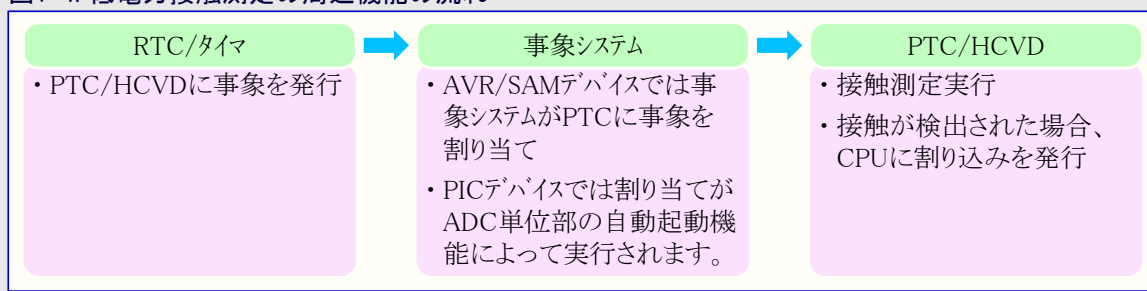 RTC/タイマ
・PTC/HCVDに事象を発行
事象システム
・AVR/SAMデバイスでは事
象システムがPTCに事象を
割り当て
・PICデバイスでは割り当てが
ADC単位部の自動起動機
能によって実行されます。
PTC/HCVD
・接触測定実行
・接触が検出された場合、
CPUに割り込みを発行